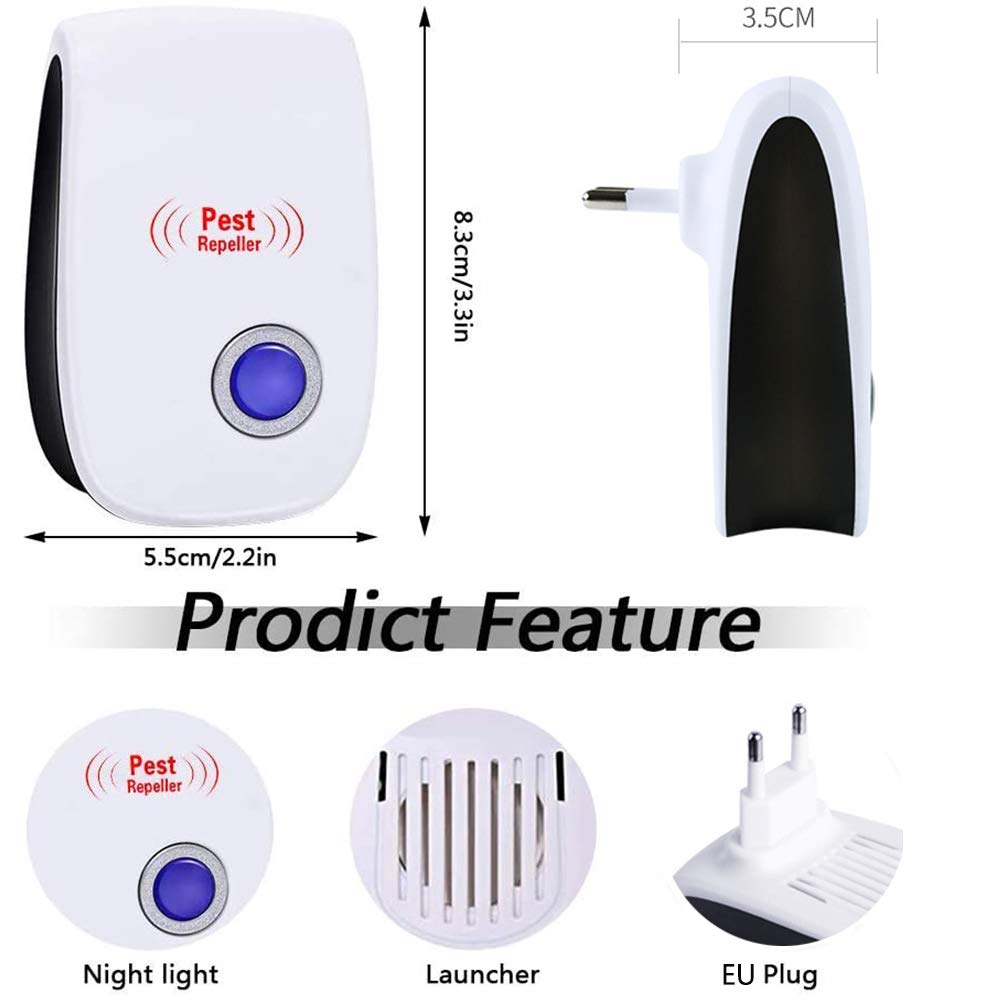 3.5CM
Pest
Repeller
8.3cm/3.3in
5.5cm/2.2in
Prodict Feature
Pest
Repeller
Night light
Launcher
EU Plug